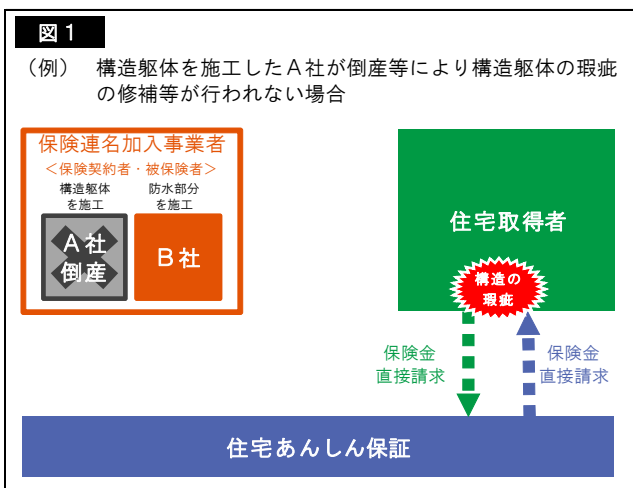 図1
(例) 構造躯体を施工したA社が倒産等により構造躯体の瑕疵
の修補等が行われない場合
保険連名加入事業者
<保険契約者・被保険者>
構造躯体
を施工
防水部分
を施工
A社
倒産
B社
住宅取得者
構造の
瑕疵
保険金
直接請求
保険金
直接請求
住宅あんしん保証